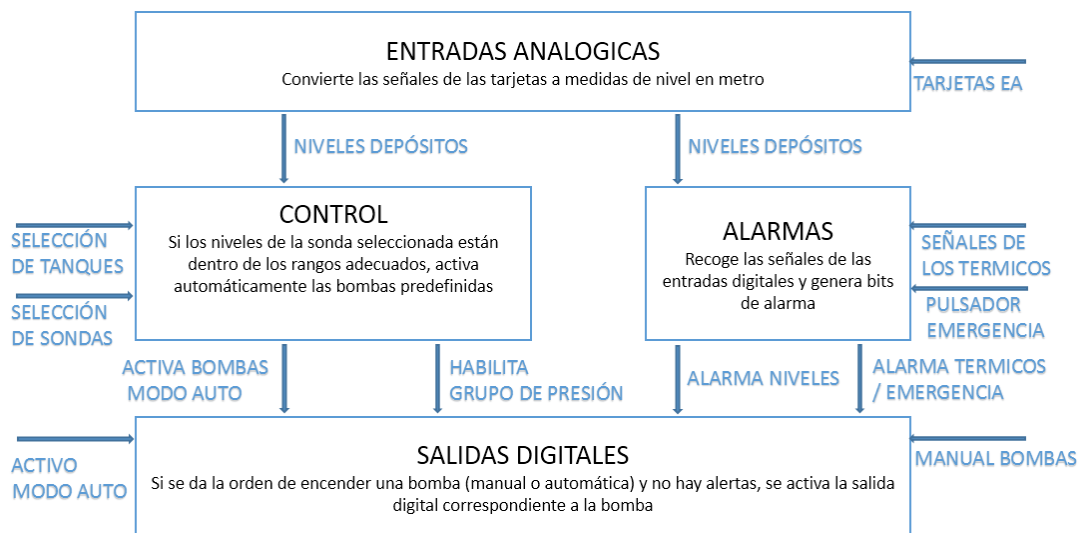 ENTRADAS ANALOGICAS
Convierte las señales de las tarjetas a medidas de nivel en metro
TARJETAS EA
NIVELES DEPÓSITOS
NIVELES DEPÓSITOS
SELECCIÓN
DE TANQUES
SELECCIÓN
DE SONDAS
CONTROL
Si los niveles de la sonda seleccionada están
dentro de los rangos adecuados, activa
automáticamente las bombas predefinidas
ALARMAS
Recoge las señales de las
entradas digitales y genera bits
de alarma
SEÑALES DE
LOS TERMICOS
PULSADOR
EMERGENCIA
ACTIVA BOMBAS
MODO AUTO
HABILITA
GRUPO DE PRESIÓN
ALARMA NIVELES
ALARMA TERMICOS
/ EMERGENCIA
ACTIVO
MODO AUTO
SALIDAS DIGITALES
Si se da la orden de encender una bomba (manual o automática) y no hay alertas, se activa la salida
digital correspondiente a la bomba
MANUAL BOMBAS